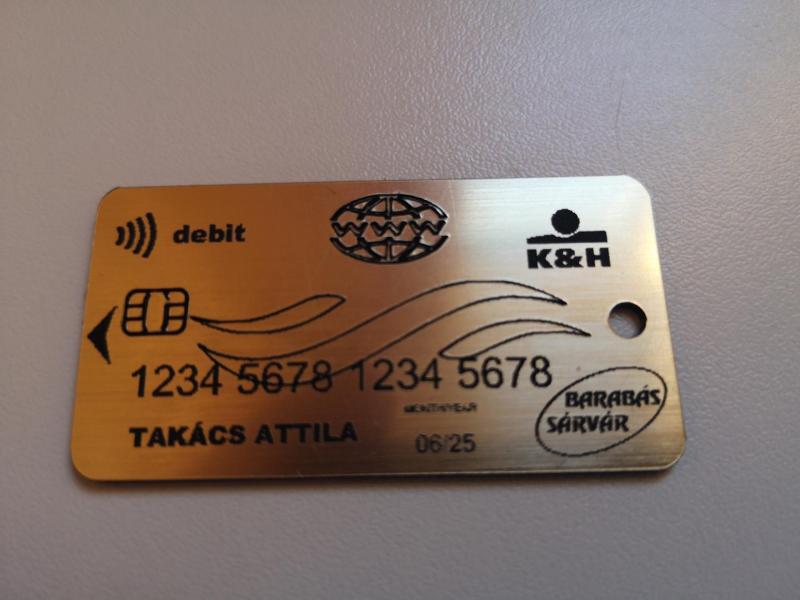 debit
WWW
K&H
1234 5678 1234 5678
MONTH/YEAR
06/25
TAKÁCS ATTILA
BARABÁS
SÁRVÁR